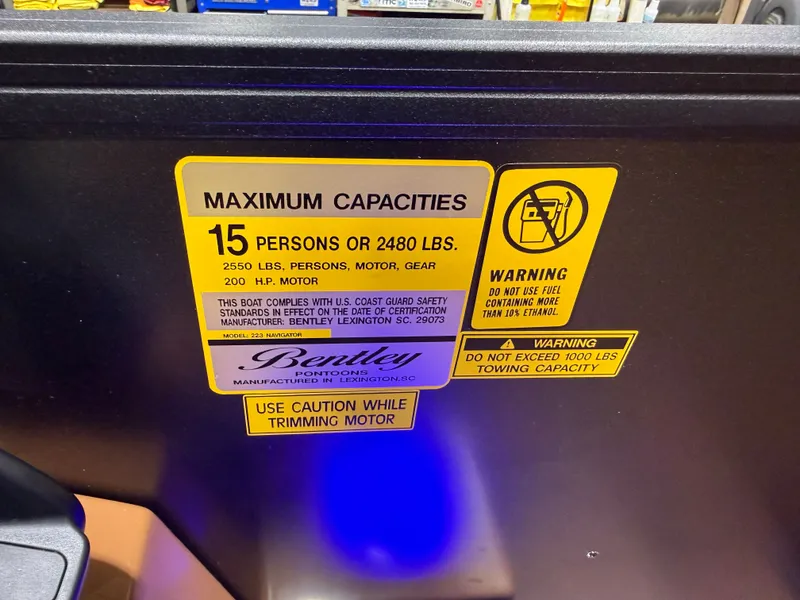 MAXIMUM CAPACITIES
15 PERSONS OR 2480 LBS.
2550 LBS, PERSONS, MOTOR, GEAR
200 H.P. MOTOR
THIS BOAT COMPLIES WITH U.S. COAST GUARD SAFETY
STANDARDS IN EFFECT ON THE DATE OF CERTIFICATION
MANUFACTURER: BENTLEY LEXINGTON SC. 29073
MODEL: 223 NAVIGATOR
Bentley
PONTOONS
MANUFACTURED IN LEXINGTON,SC
USE CAUTION WHILE
TRIMMING MOTOR
WARNING
DO NOT USE FUEL
CONTAINING MORE
THAN 10% ETHANOL.
WARNING
DO NOT EXCEED 1000 LBS
TOWING CAPACITY